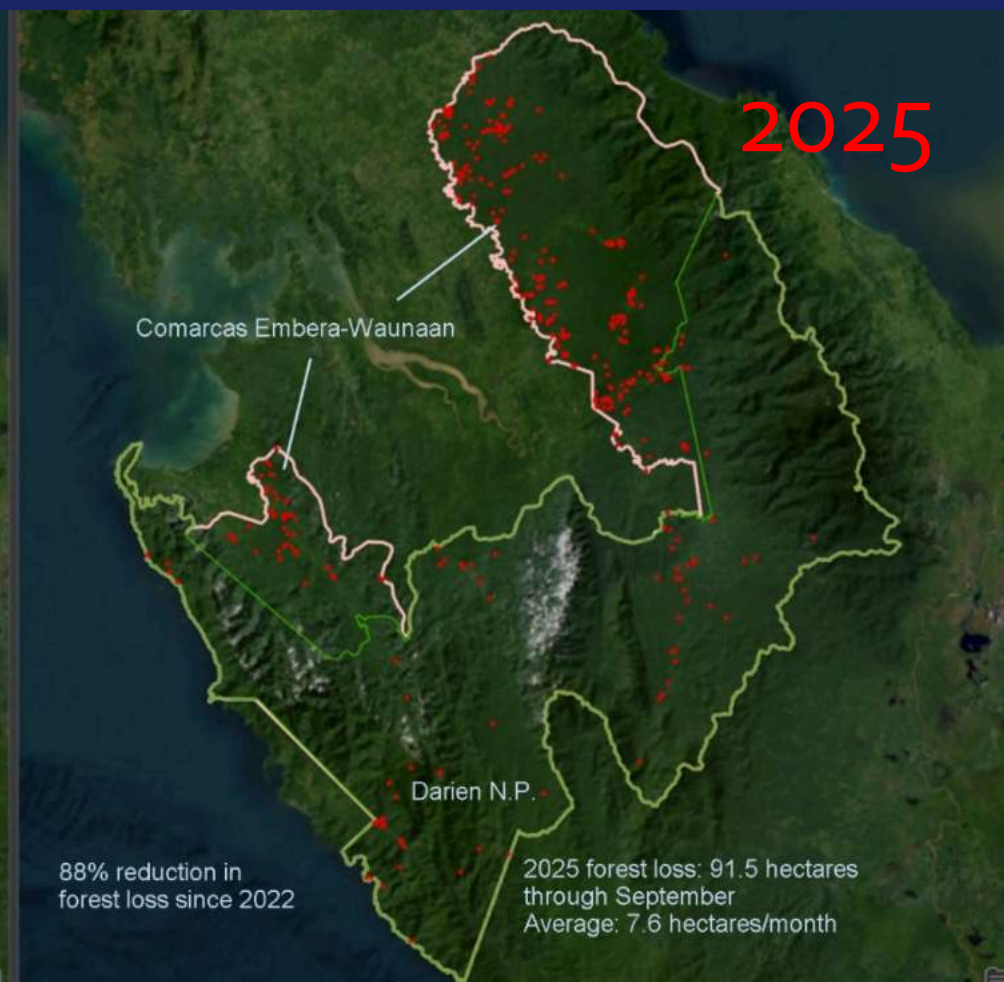 2025
Comarcas Embera-Waunaan
Darien N.P.
88% reduction in
forest loss since 2022
2025 forest loss: 91.5 hectares
through September
Average: 7.6 hectares/month